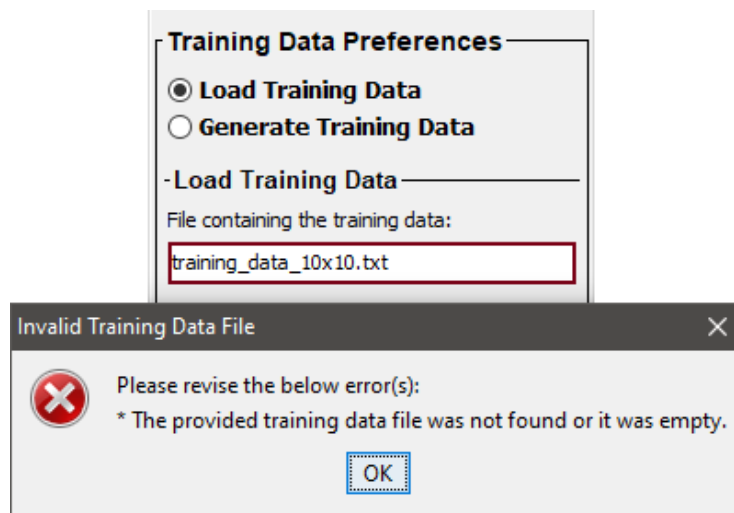 Training Data Preferences
Load Training Data
Generate Training Data
Load Training Data
File containing the training data:
training_data_10x10.txt
Invalid Training Data File
Please revise the below error(s):
* The provided training data file was not found or it was empty.
OK